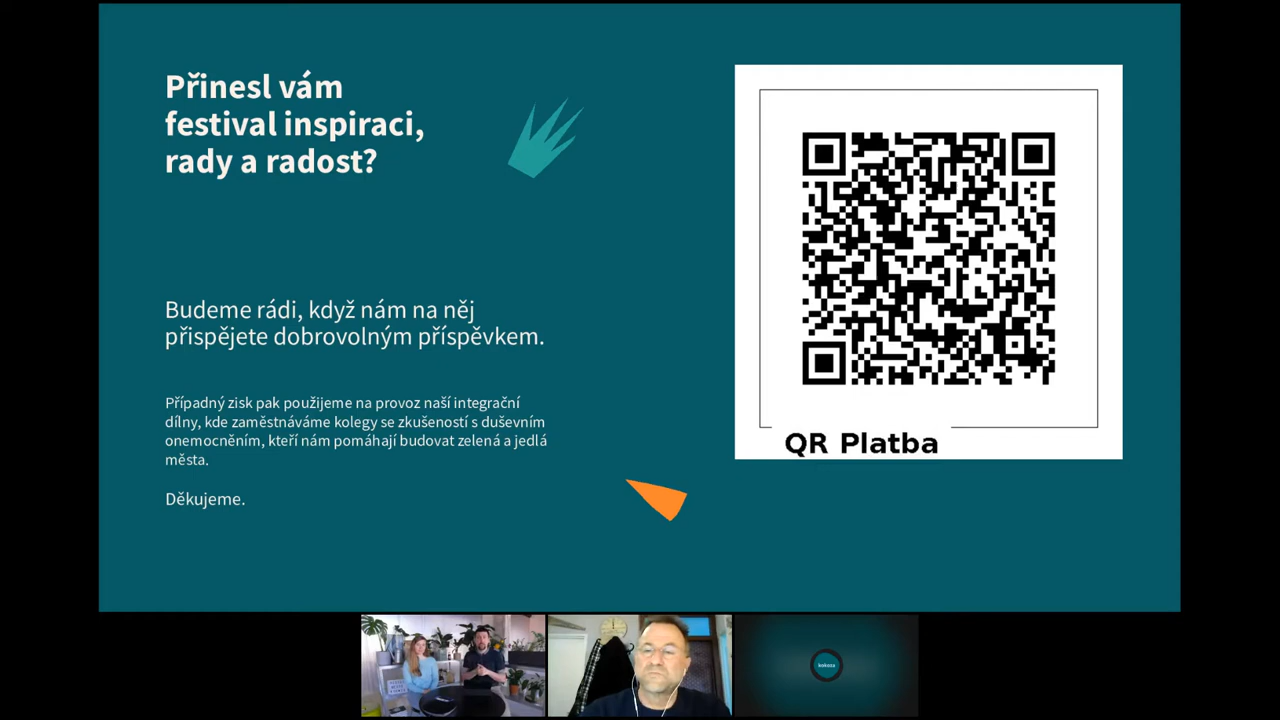 Přinesl vám
festival inspiraci,
rady a radost?
Budeme rádi, když nám na něj
přispějete dobrovolným příspěvkem.
Případný zisk pak použijeme na provoz naší integrační
dílny, kde zaměstnáváme kolegy se zkušeností s duševním
onemocněním, kteří nám pomáhají budovat zelená a jedlá
města.
Děkujeme.
QR Platba
kokoza